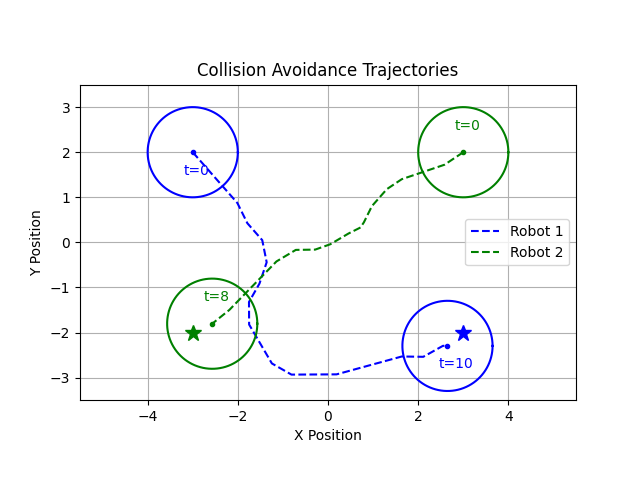 Collision Avoidance Trajectories
Y Position
3
2
1
0
−1
−2
−3
t=0
t=0
t=8
t=10
Robot 1
Robot 2
−4
−2
0
2
4
X Position